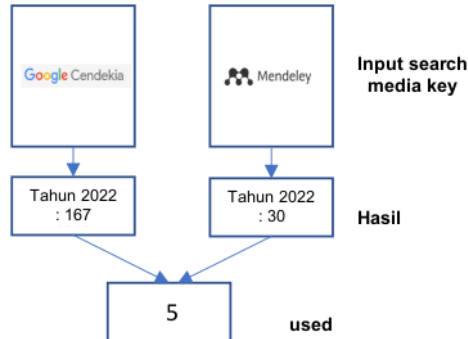 Google Cendekia
Mendeley
Input search
media key
Tahun 2022
: 167
Tahun 2022
: 30
Hasil
5
used